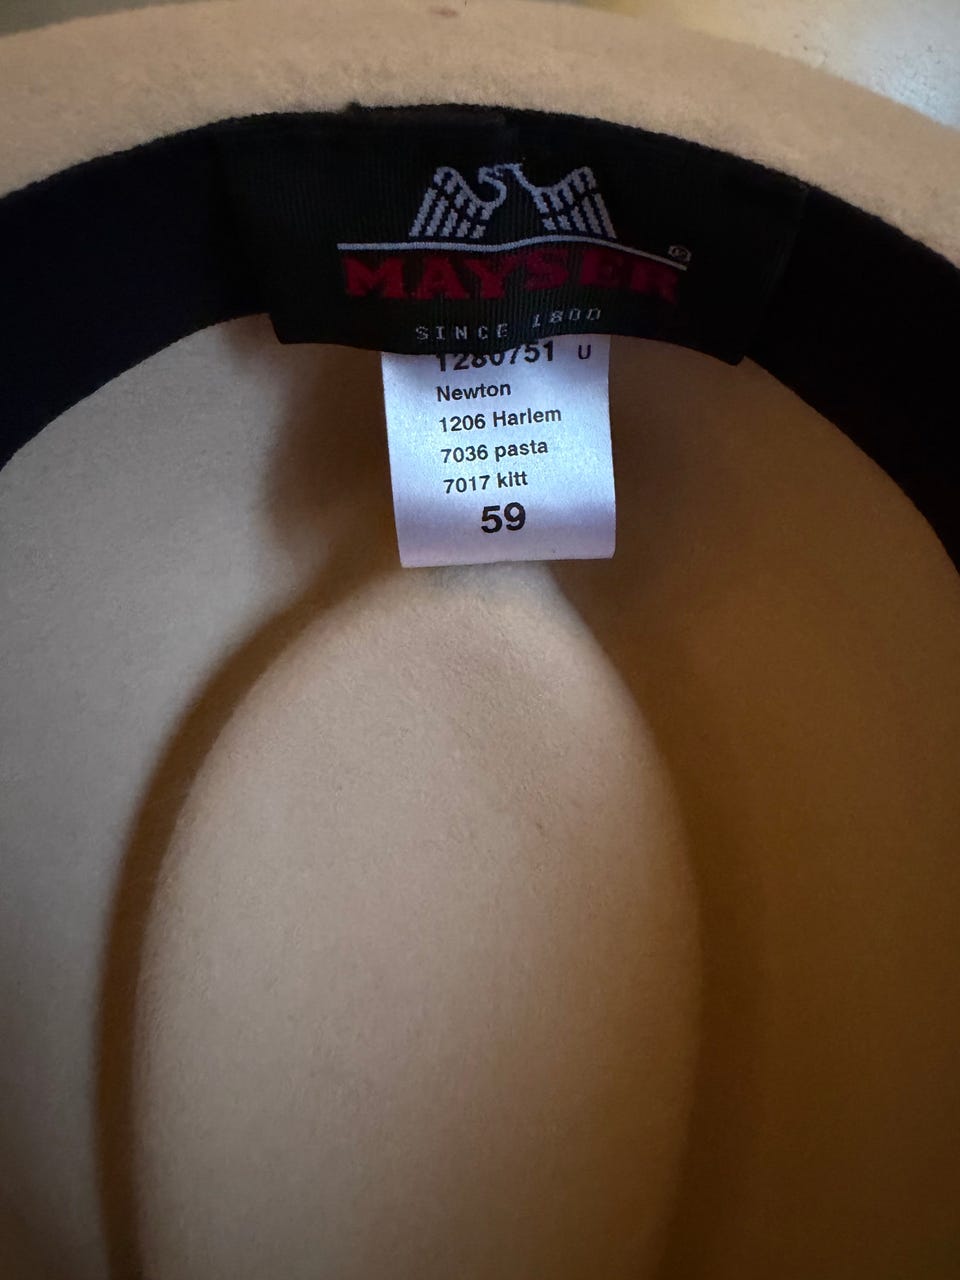 MAYSER®
SINCE 1800
1280751 U
Newton
1206 Harlem
7036 pasta
7017 kitt
59